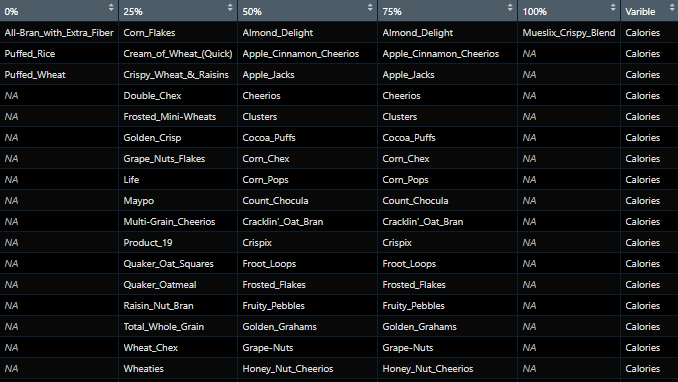 0% 25% 50% 75% 100% Varible
All-Bran_with_Extra_Fiber Corn_Flakes Almond_Delight Almond_Delight Mueslix_Crispy_Blend Calories
Puffed_Rice Cream_of_Wheat_(Quick) Apple_Cinnamon_Cheerios Apple_Cinnamon_Cheerios NA Calories
Puffed_Wheat Crispy_Wheat_&_Raisins Apple_Jacks Apple_Jacks NA Calories
NA Double_Chex Cheerios Cheerios NA Calories
NA Frosted_Mini-Wheats Clusters Clusters NA Calories
NA Golden_Crisp Cocoa_Puffs Cocoa_Puffs NA Calories
NA Grape_Nuts_Flakes Corn_Chex Corn_Chex NA Calories
NA Life Corn_Pops Corn_Pops NA Calories
NA Maypo Count_Chocula Count_Chocula NA Calories
NA Multi-Grain_Cheerios Cracklin'_Oat_Bran Cracklin'_Oat_Bran NA Calories
NA Product_19 Crispix Crispix NA Calories
NA Quaker_Oat_Squares Froot_Loops Froot_Loops NA Calories
NA Quaker_Oatmeal Frosted_Flakes Frosted_Flakes NA Calories
NA Raisin_Nut_Bran Fruity_Pebbles Fruity_Pebbles NA Calories
NA Total_Whole_Grain Golden_Grahams Golden_Grahams NA Calories
NA Wheat_Chex Grape-Nuts Grape-Nuts NA Calories
NA Wheaties Honey_Nut_Cheerios Honey_Nut_Cheerios NA Calories